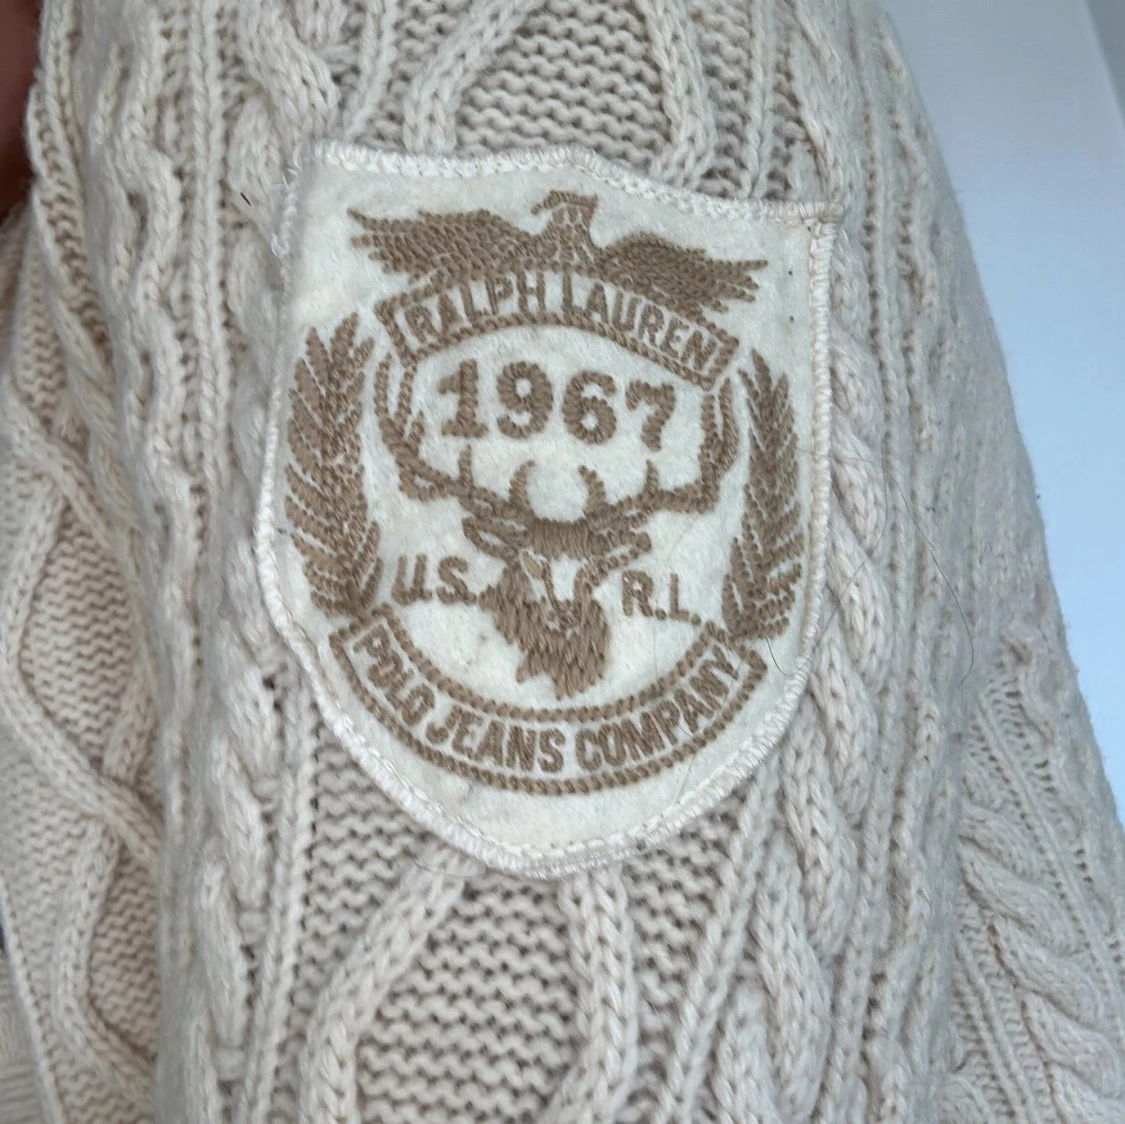 RALPH LAUREN
1967
U.S. R.L
POLO JEANS COMPANY